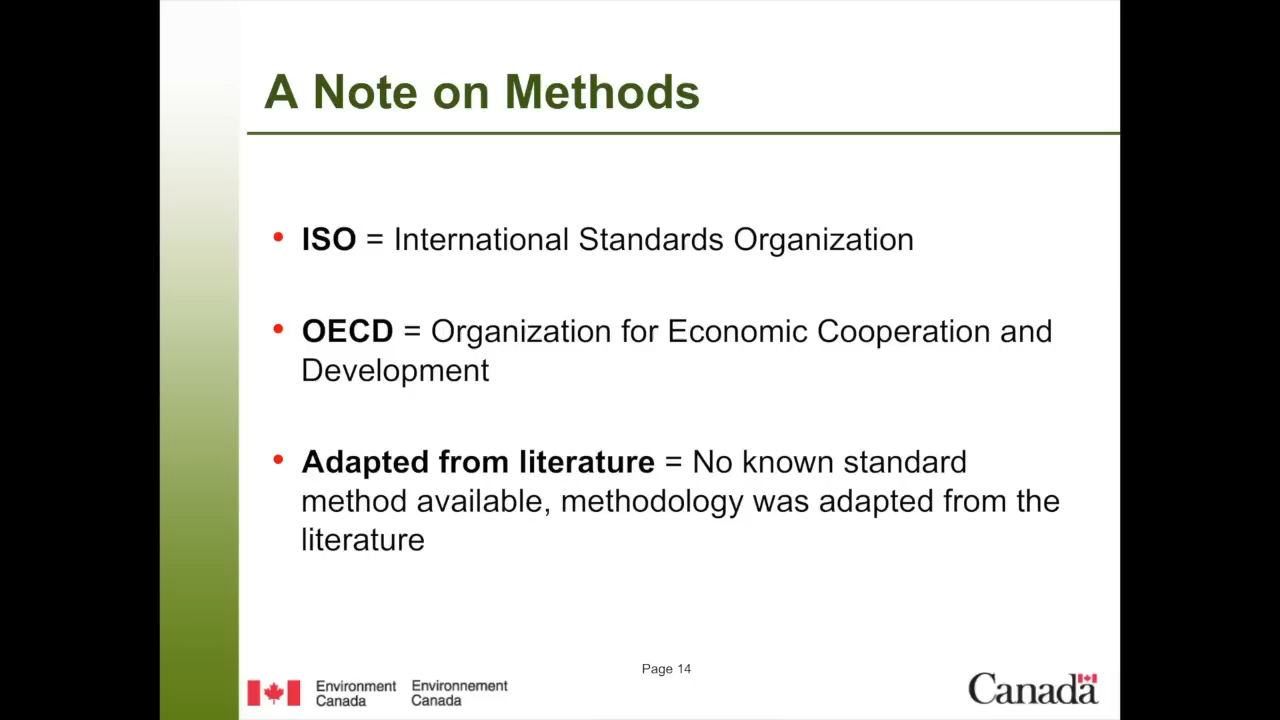 A Note on Methods
• ISO = International Standards Organization
• OECD = Organization for Economic Cooperation and
Development
• Adapted from literature = No known standard
method available, methodology was adapted from the
literature
Page 14
Environment Canada
Environnement Canada
Canada